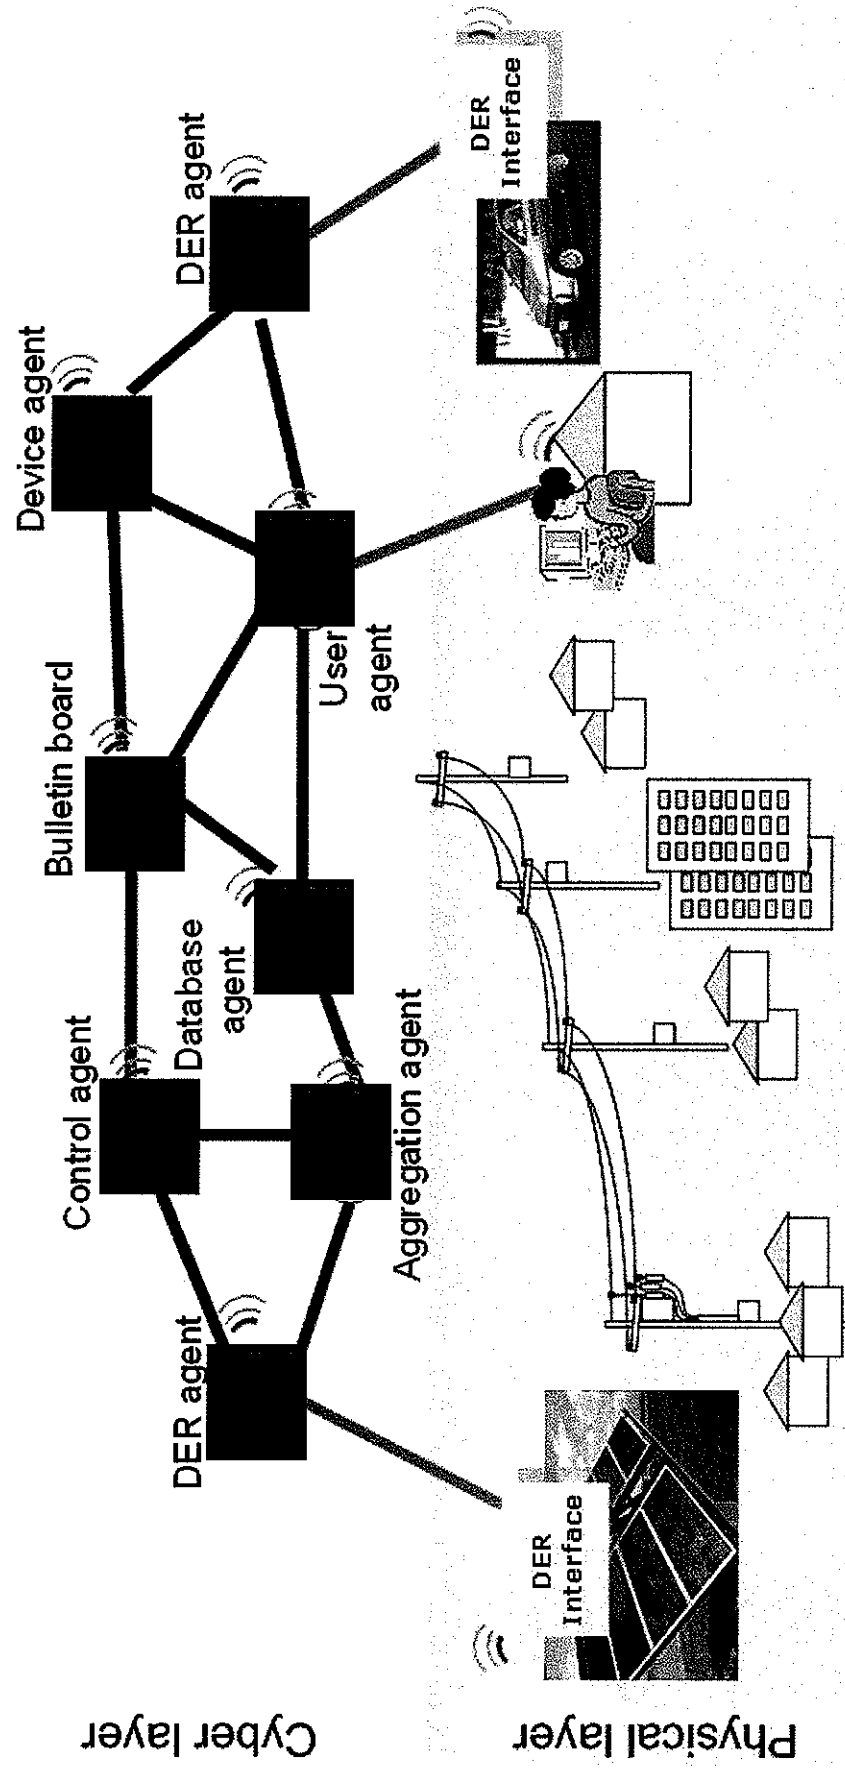 Cyber layer
DER agent
Control agent
Aggregation agent
Database
agent
Bulletin board
User
agent
Device agent
DER agent
Physical layer
DER
Interface
DER
Interface